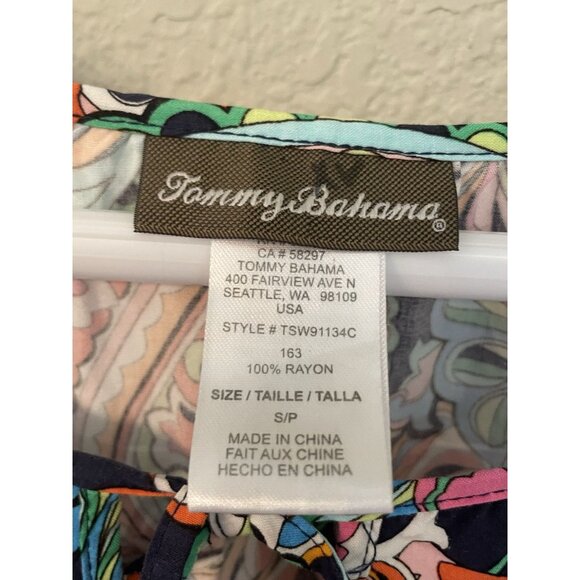 Tommy Bahama®
CA # 58297
TOMMY BAHAMA
400 FAIRVIEW AVE N
SEATTLE, WA 98109
USA
STYLE # TSW91134C
163
100% RAYON
SIZE / TAILLE / TALLA
S/P
MADE IN CHINA
FAIT AUX CHINE
HECHO EN CHINA